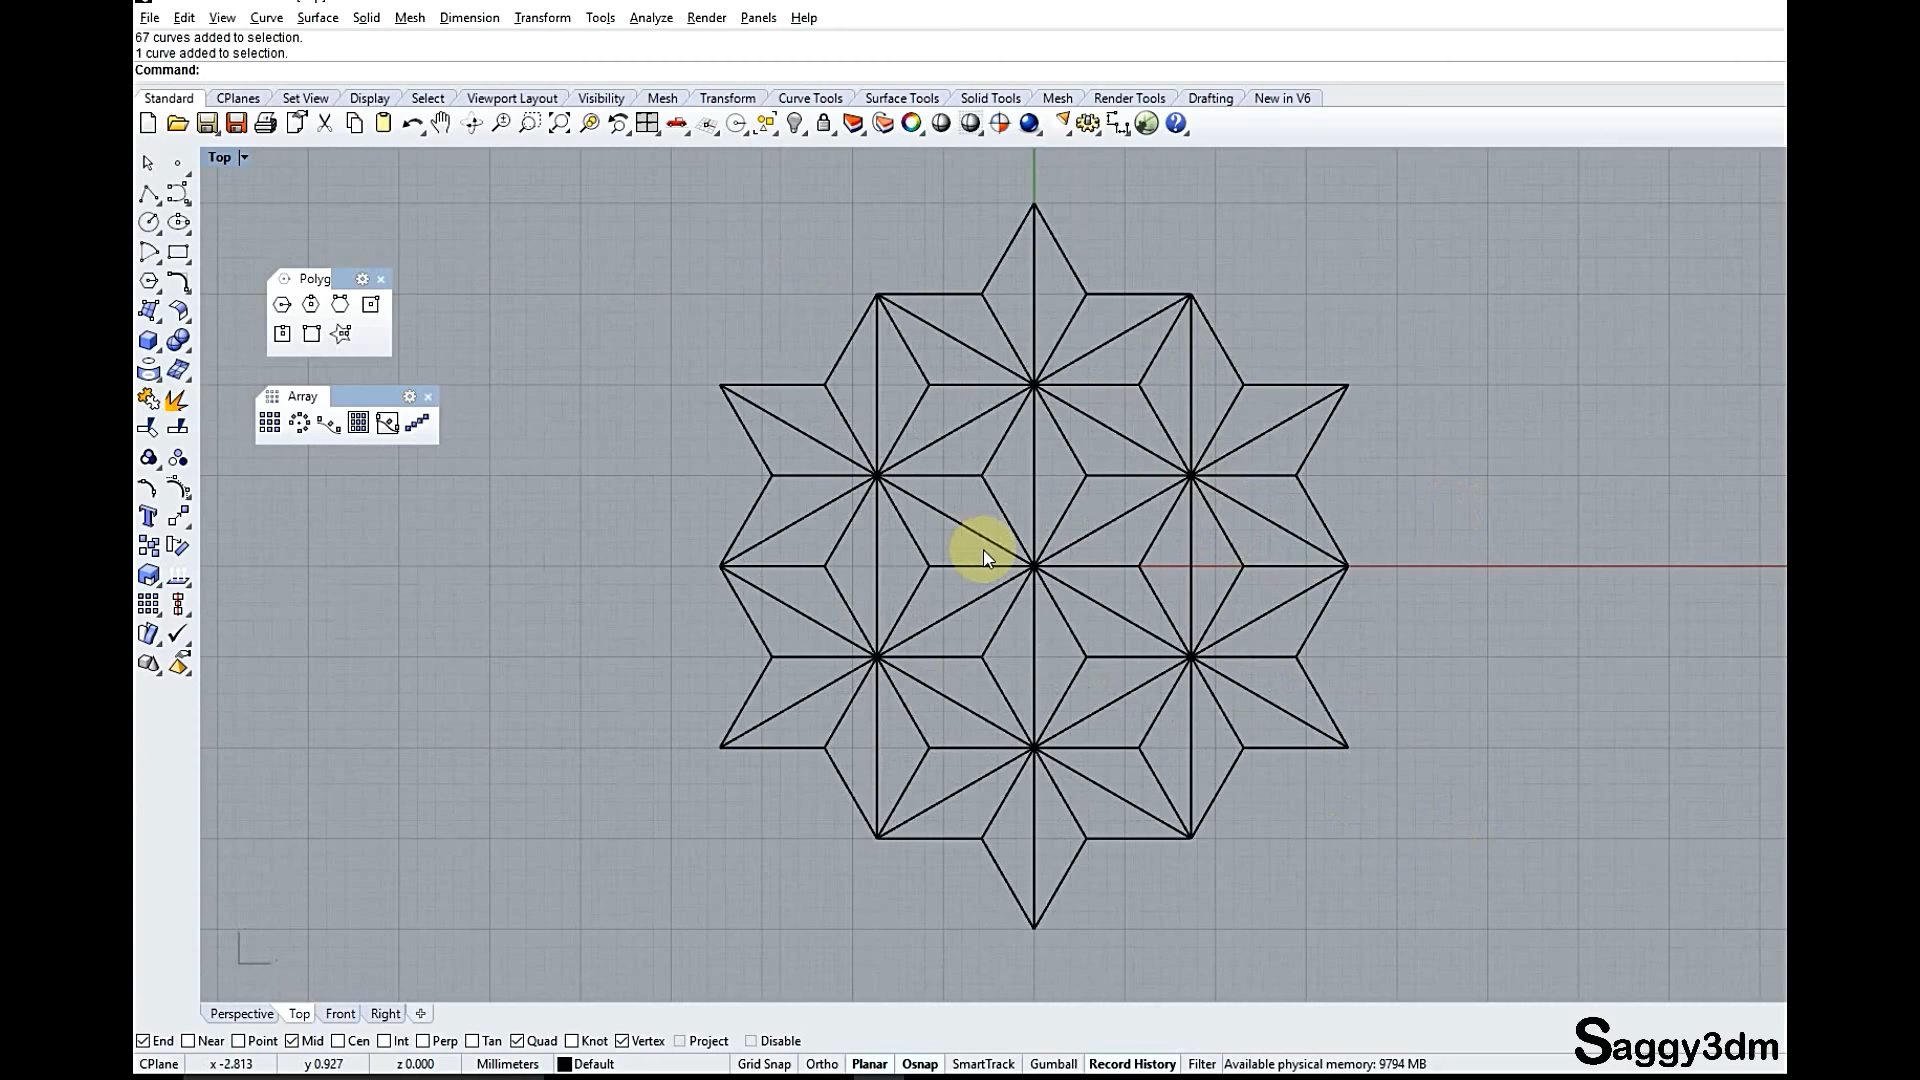 File Edit View Curve Surface Solid Mesh Dimension Transform Tools Analyze Render Panels Help
67 curves added to selection.
1 curve added to selection.
Command:
Standard CPlanes Set View Display Select Viewport Layout Visibility Mesh Transform Curve Tools Surface Tools Solid Tools Mesh Render Tools Drafting New in V6
Top
Polyg
Array
Perspective Top Front Right
End Near Point Mid Cen Int Perp Tan Quad Knot Vertex Project Disable
CPlane x -2.813 y 0.927 z 0.000 Millimeters Default Grid Snap Ortho Planar Osnap SmartTrack Gumball Record History Filter Available physical memory: 9794 MB
Saggy3dm